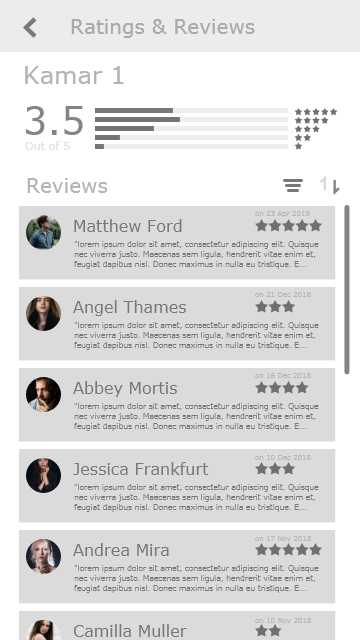 Ratings & Reviews
Kamar 1
3.5
Out of 5
Reviews
on 23 Apr 2019
Matthew Ford
"lorem ipsum dolor sit amet, consectetur adipiscing elit. Quisque
nec viverra justo. Maecenas sem ligula, hendrerit vitae enim et,
feugiat dapibus nisl. Donec maximus in nulla eu tristique. E...
on 21 Dec 2018
Angel Thames
"lorem ipsum dolor sit amet, consectetur adipiscing elit. Quisque
nec viverra justo. Maecenas sem ligula, hendrerit vitae enim et,
feugiat dapibus nisl. Donec maximus in nulla eu tristique. E...
on 16 Dec 2018
Abbey Mortis
"lorem ipsum dolor sit amet, consectetur adipiscing elit. Quisque
nec viverra justo. Maecenas sem ligula, hendrerit vitae enim et,
feugiat dapibus nisl. Donec maximus in nulla eu tristique. E...
on 10 Dec 2018
Jessica Frankfurt
"lorem ipsum dolor sit amet, consectetur adipiscing elit. Quisque
nec viverra justo. Maecenas sem ligula, hendrerit vitae enim et,
feugiat dapibus nisl. Donec maximus in nulla eu tristique. E...
on 17 Nov 2018
Andrea Mira
"lorem ipsum dolor sit amet, consectetur adipiscing elit. Quisque
nec viverra justo. Maecenas sem ligula, hendrerit vitae enim et,
feugiat dapibus nisl. Donec maximus in nulla eu tristique. E...
on 10 Nov 2018
Camilla Muller